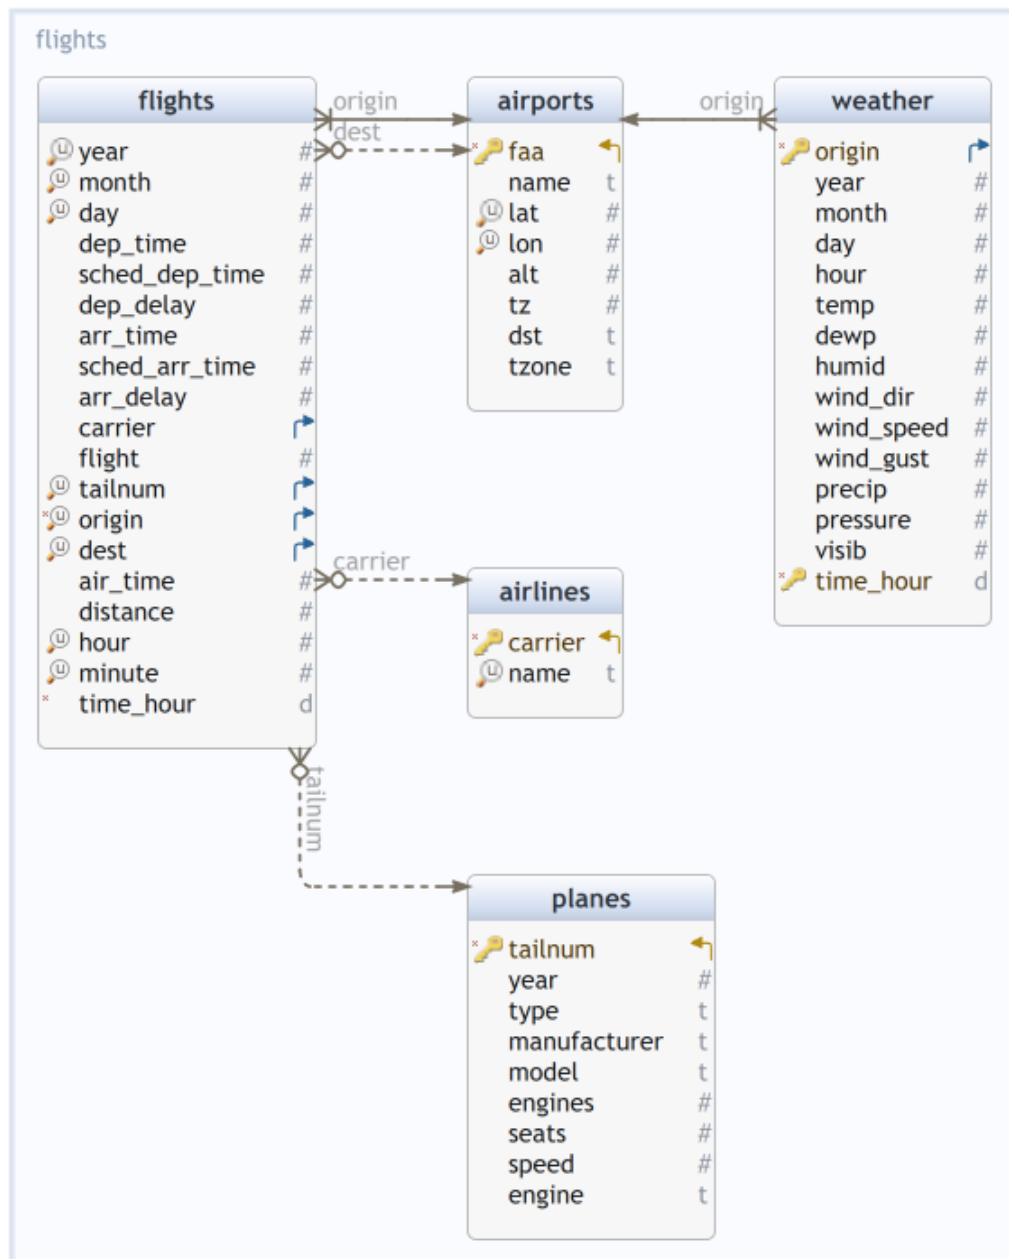 flights
flights
year #
month #
day #
dep_time #
sched_dep_time #
dep_delay #
arr_time #
sched_arr_time #
arr_delay #
carrier
flight #
tailnum
origin
dest
air_time #
distance #
hour #
minute #
time_hour d
origin
dest
airports
faa
name t
lat #
lon #
alt #
tz #
dst t
tzone t
origin
weather
origin
year #
month #
day #
hour #
temp #
dewp #
humid #
wind_dir #
wind_speed #
wind_gust #
precip #
pressure #
visib #
time_hour d
carrier
airlines
carrier
name t
tailnum
planes
tailnum
year #
type t
manufacturer t
model t
engines #
seats #
speed #
engine t